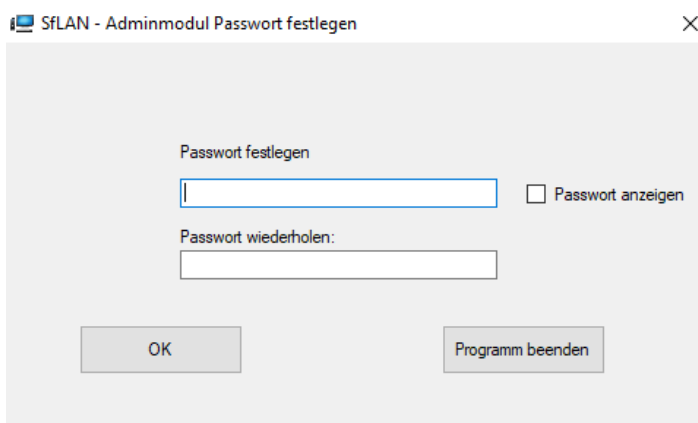 SfLAN - Adminmodul Passwort festlegen
Passwort festlegen
Passwort anzeigen
Passwort wiederholen:
OK
Programm beenden